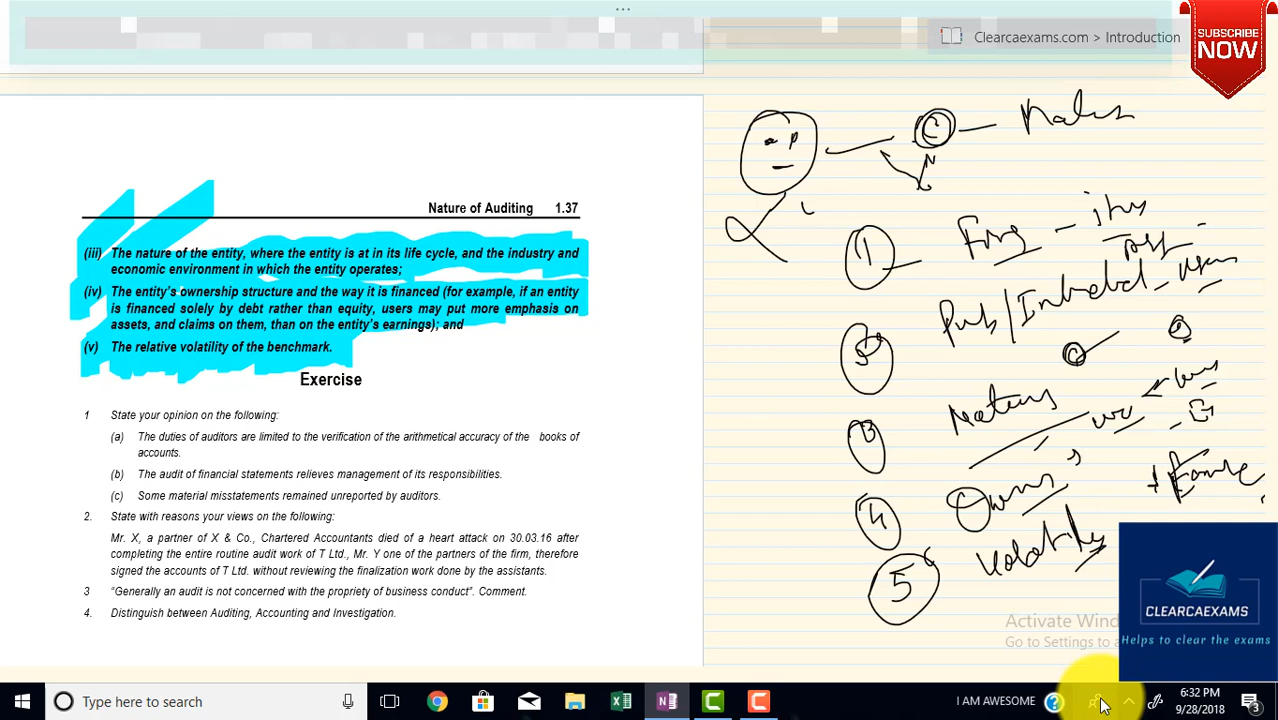 Clearcaexams.com > Introduction
SUBSCRIBE
NOW
Nature of Auditing 1.37
(iii) The nature of the entity, where the entity is at in its life cycle, and the industry and
economic environment in which the entity operates;
(iv) The entity's ownership structure and the way it is financed (for example, if an entity
is financed solely by debt rather than equity, users may put more emphasis on
assets, and claims on them, than on the entity's earnings); and
(v) The relative volatility of the benchmark.
Exercise
1 State your opinion on the following:
(a) The duties of auditors are limited to the verification of the arithmetical accuracy of the books of
accounts.
(b) The audit of financial statements relieves management of its responsibilities.
(c) Some material misstatements remained unreported by auditors.
2. State with reasons your views on the following:
Mr. X, a partner of X & Co., Chartered Accountants died of a heart attack on 30.03.16 after
completing the entire routine audit work of T Ltd., Mr. Y one of the partners of the firm, therefore
signed the accounts of T Ltd. without reviewing the finalization work done by the assistants.
3 "Generally an audit is not concerned with the propriety of business conduct". Comment.
4. Distinguish between Auditing, Accounting and Investigation.
1
Users
3
Nature
4
5 Volatility
Activate Wind
Go to Settings to a
CLEARCAEXAMS
Helps to clear the exams
Type here to search
I AM AWESOME
6:32 PM
9/28/2018
3